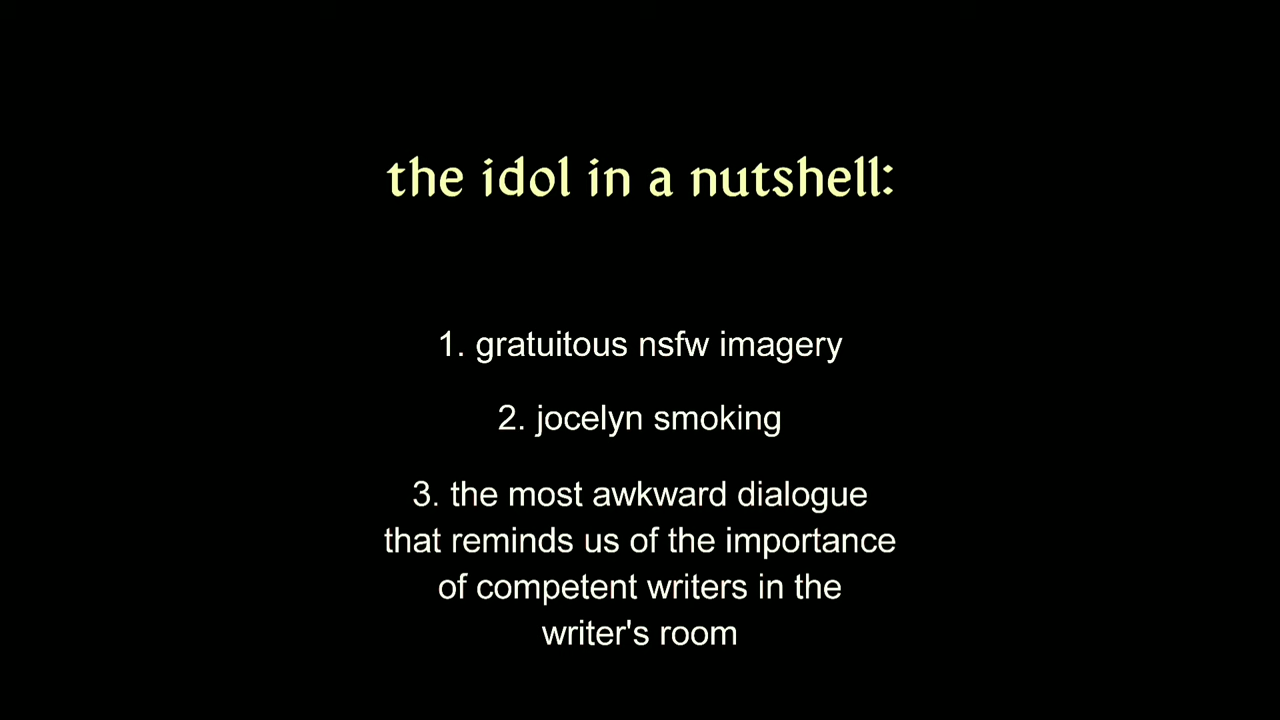 the idol in a nutshell:
1. gratuitous nsfw imagery
2. jocelyn smoking
3. the most awkward dialogue
that reminds us of the importance
of competent writers in the
writer's room